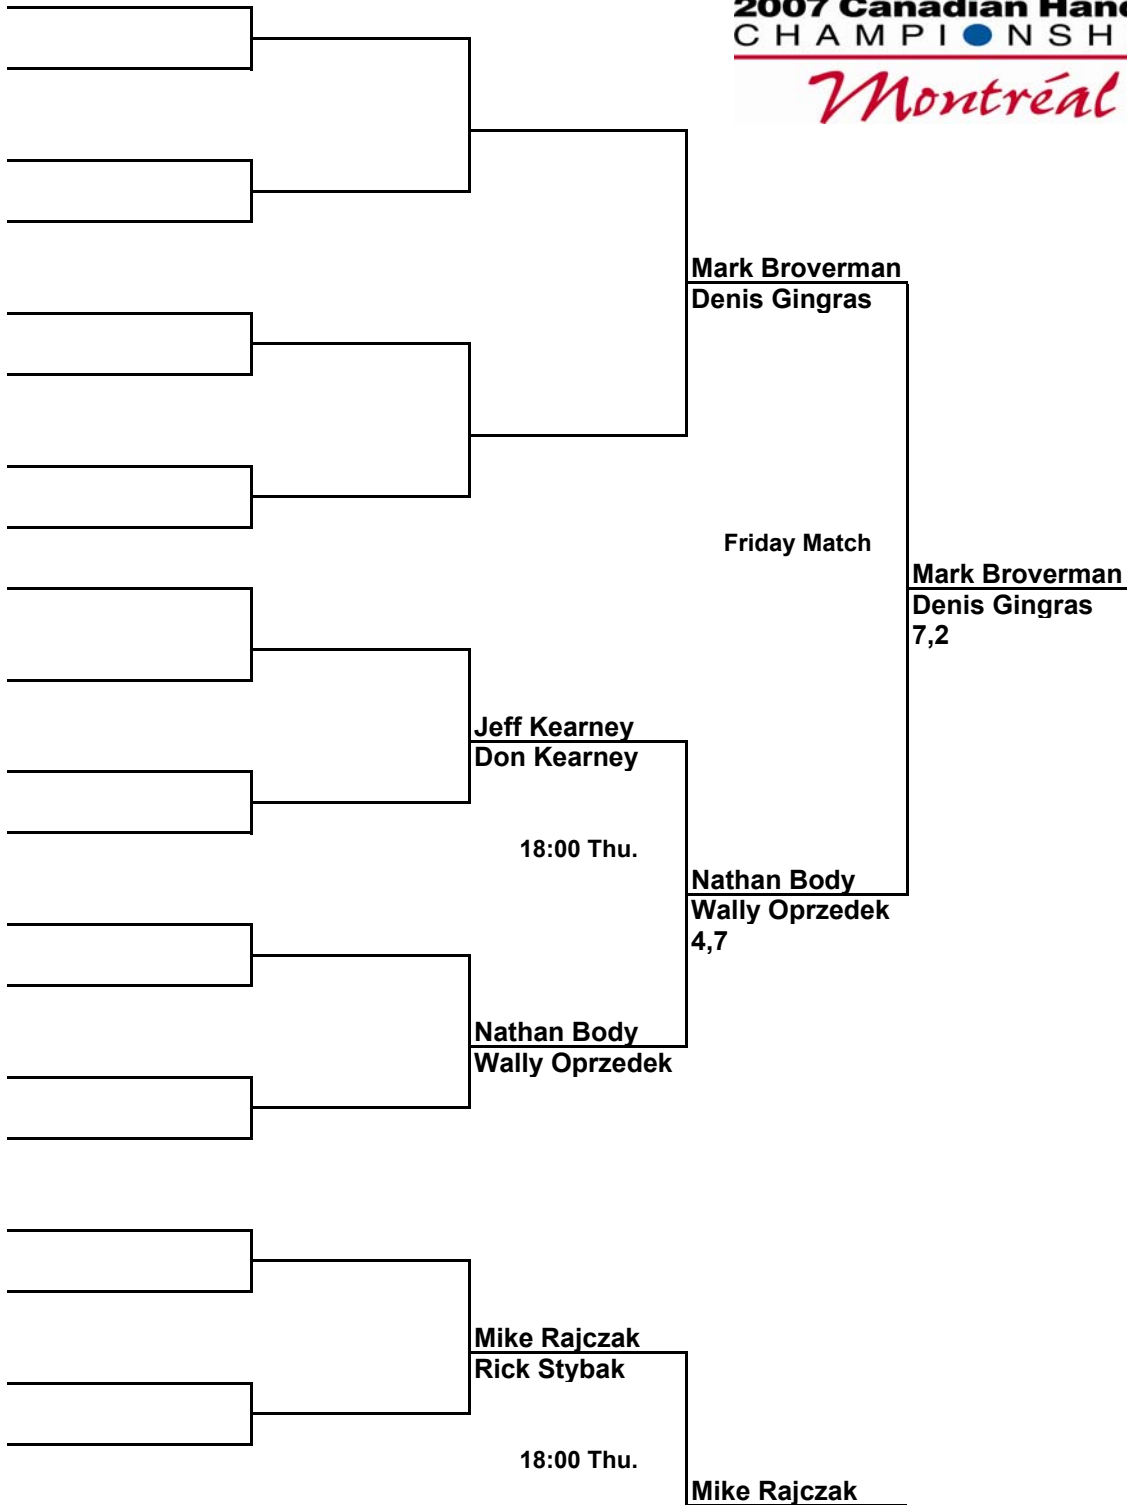 2007 Canadian
CHAMPIONSH
Montréal
Mark Broverman
Denis Gingras
Friday Match
Mark Broverman
Denis Gingras
7,2
Jeff Kearney
Don Kearney
18:00 Thu.
Nathan Body
Wally Oprzedek
4,7
Nathan Body
Wally Oprzedek
Mike Rajczak
Rick Stybak
18:00 Thu.
Mike Rajczak